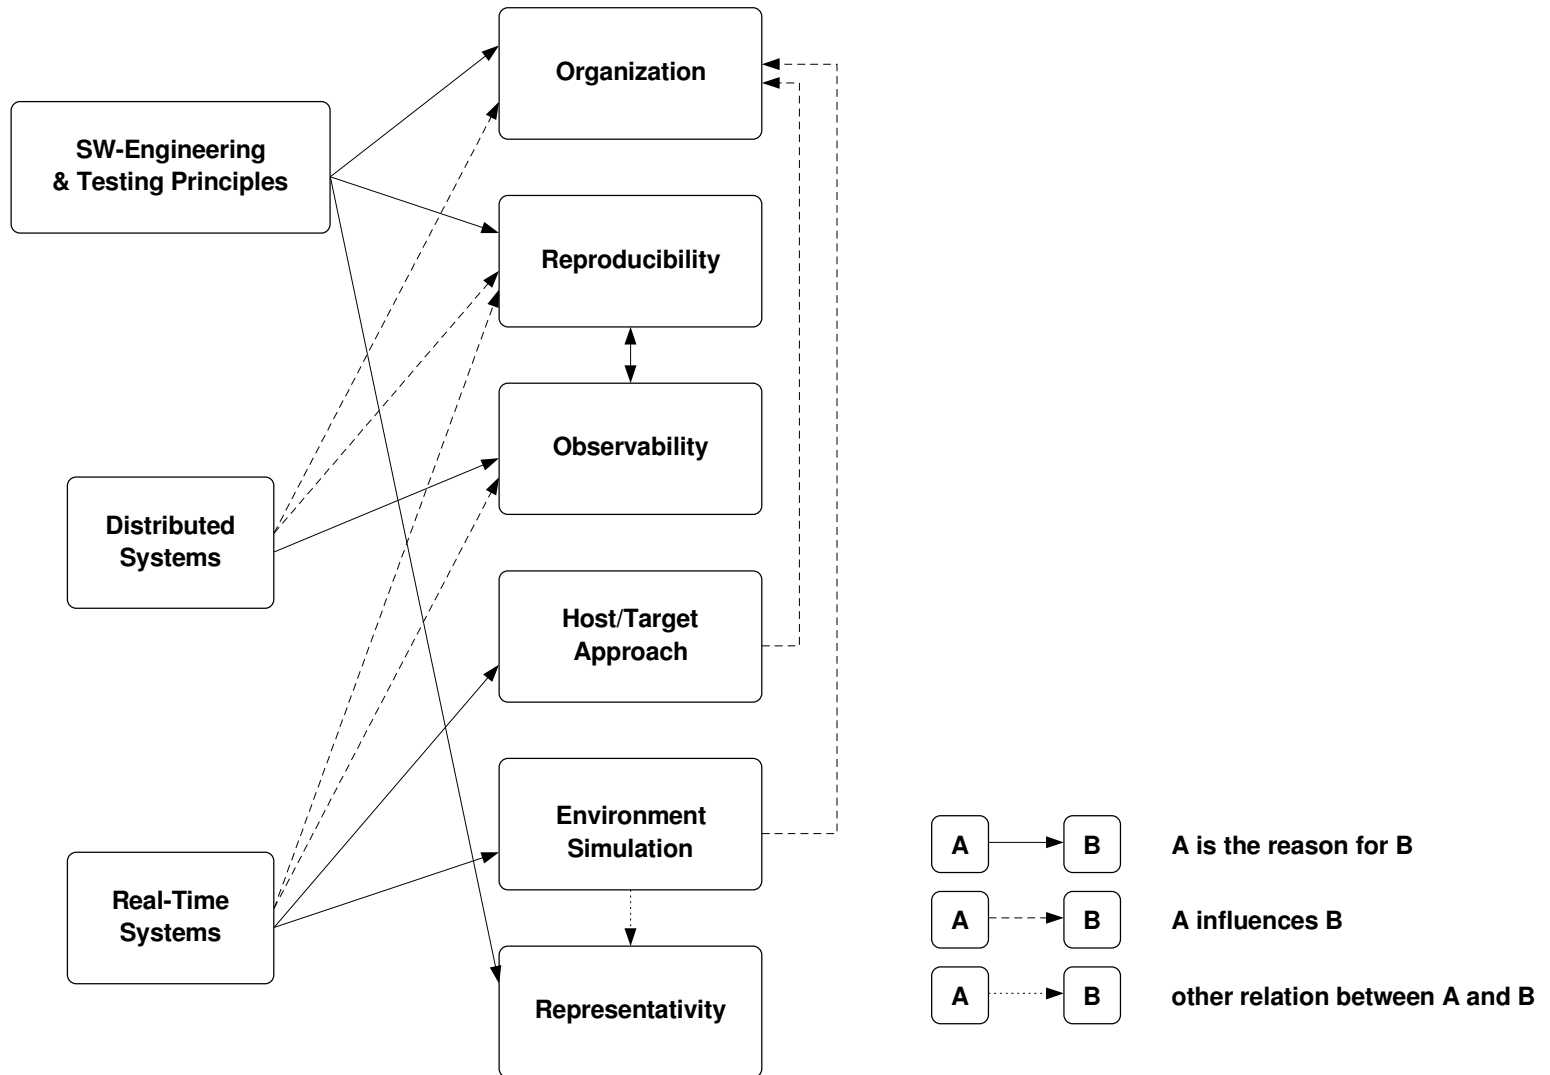 Organization
SW-Engineering
& Testing Principles
Reproducibility
Observability
Distributed
Systems
Host/Target
Approach
Environment
Simulation
Real-Time
Systems
Representativity
A B A is the reason for B
A B A influences B
A B other relation between A and B